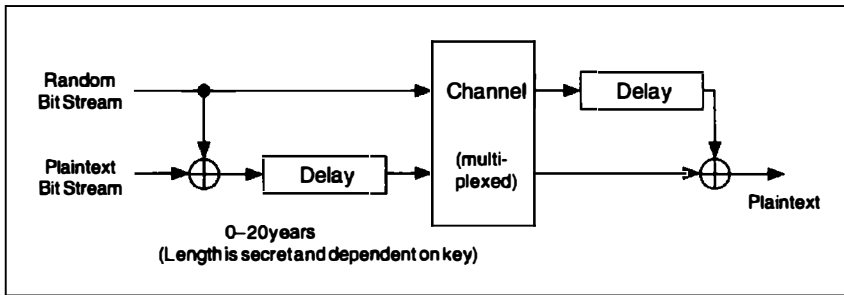 Random
Bit Stream
Channel
Delay
Plaintext
Bit Stream
Delay
(multi-
plexed)
Plaintext
0–20years
(Length is secret and dependent on key)